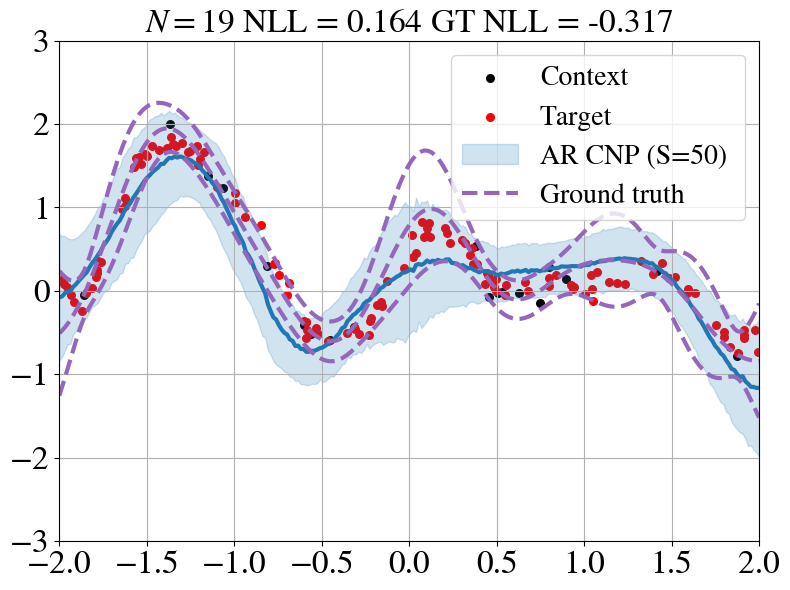 N = 19 NLL = 0.164 GT NLL = -0.317
3
2
1
0
−1
−2
−3
Context
Target
AR CNP (S=50)
Ground truth
−2.0 −1.5 −1.0 −0.5 0.0 0.5 1.0 1.5 2.0